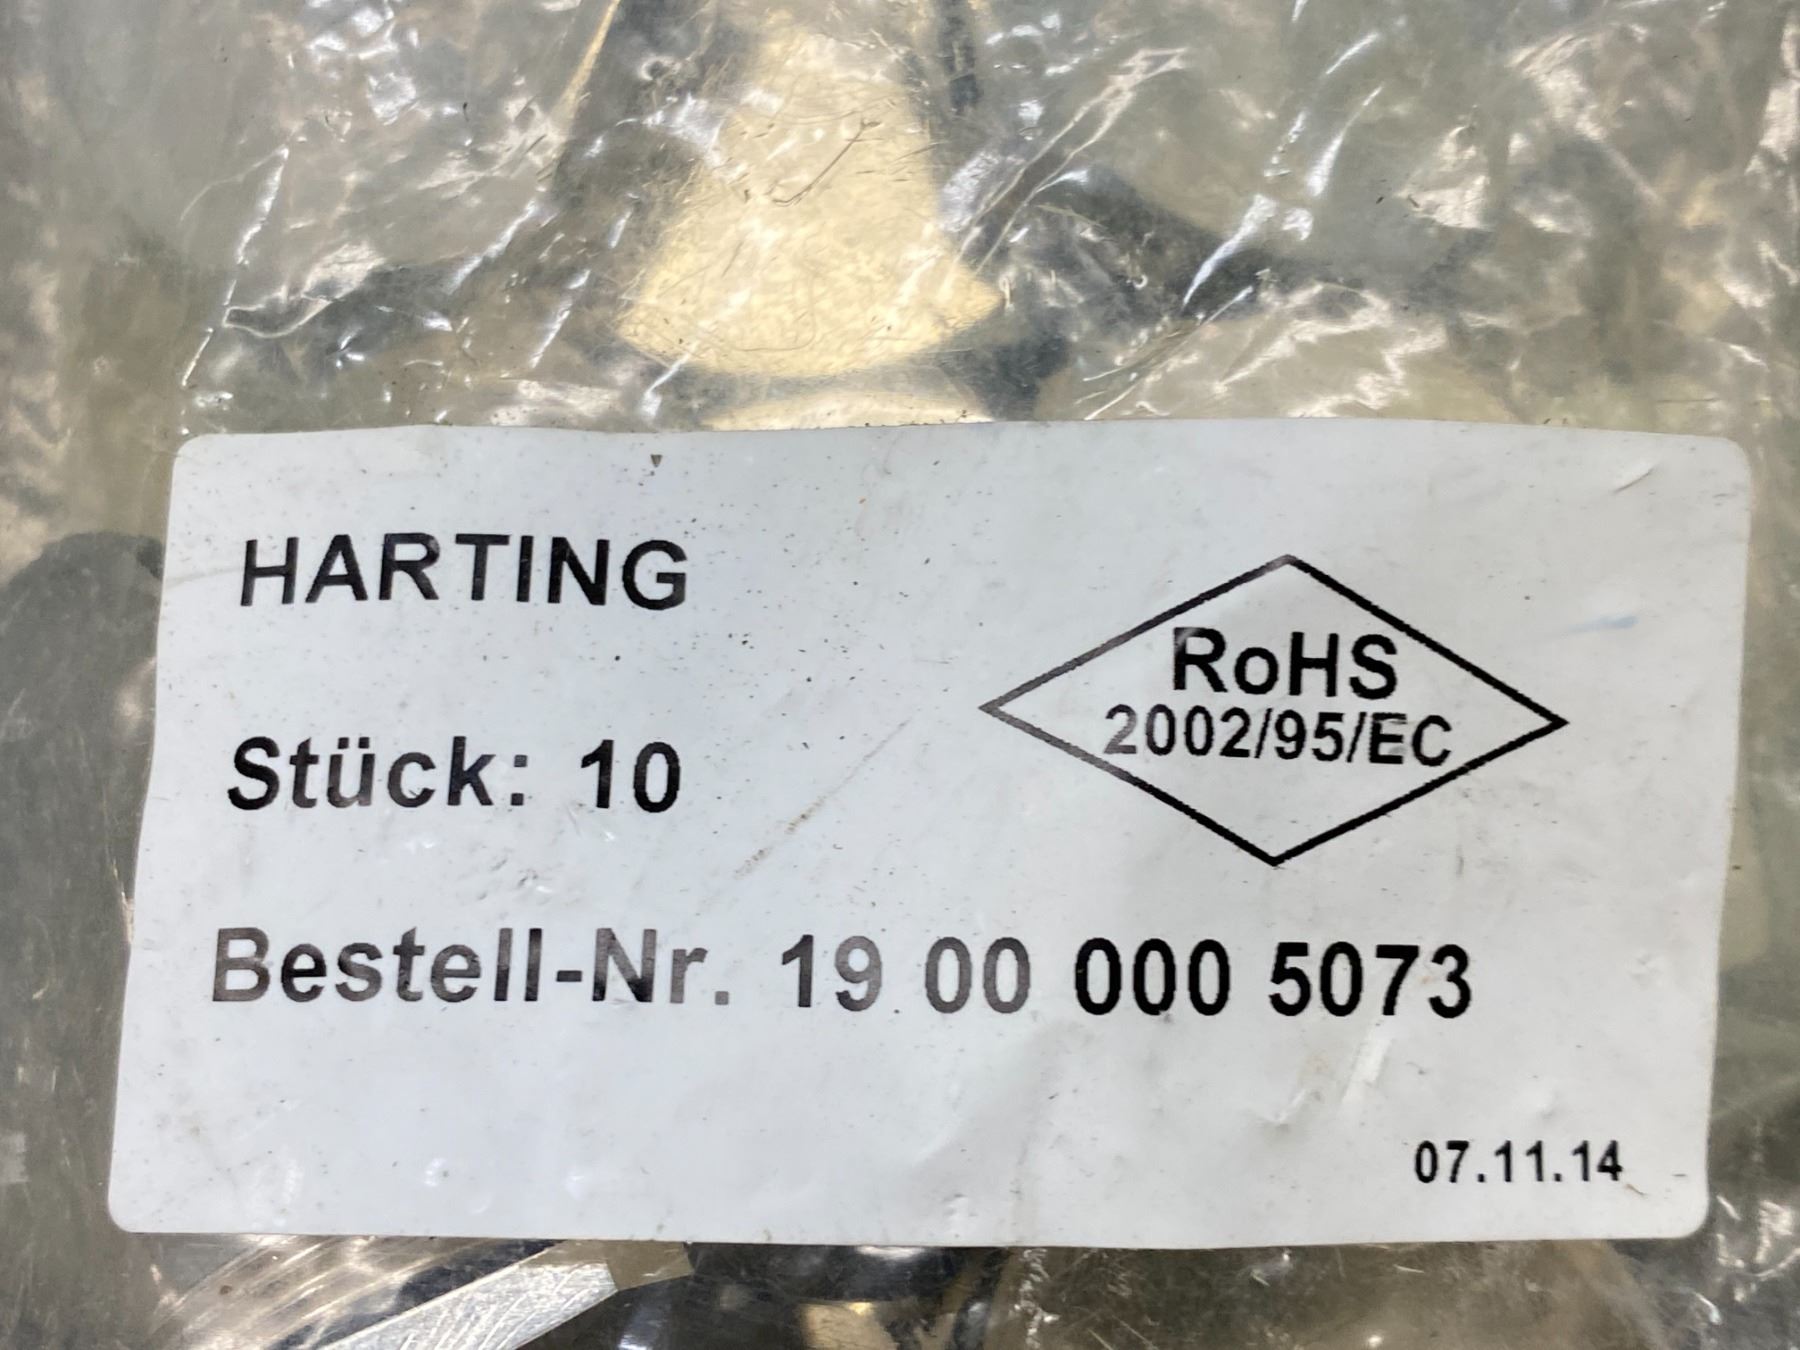 HARTING
RoHS
2002/95/EC
Stück: 10
Bestell-Nr. 19 00 000 5073
07.11.14